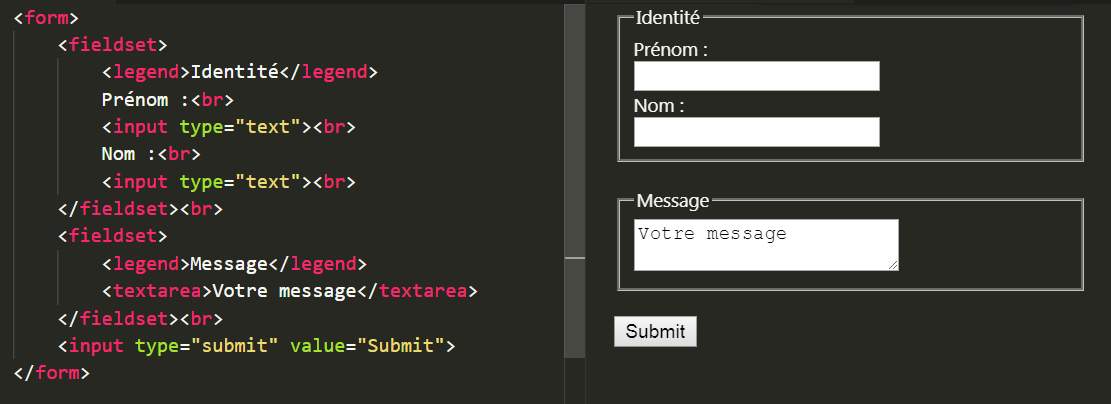 <form>
<fieldset>
<legend>Identité</legend>
Prénom :<br>
<input type="text"><br>
Nom :<br>
<input type="text"><br>
</fieldset><br>
<fieldset>
<legend>Message</legend>
<textarea>Votre message</textarea>
</fieldset><br>
<input type="submit" value="Submit">
</form>
Identité
Prénom :
Nom :
Message
Votre message
Submit